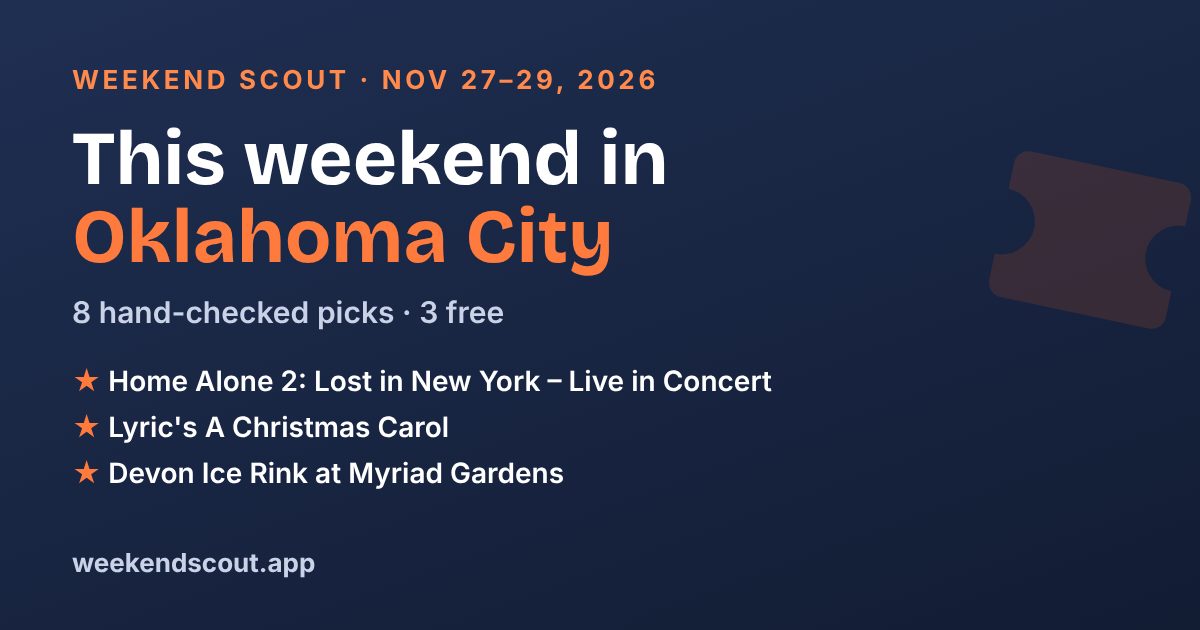 WEEKEND SCOUT · NOV 27–29, 2026
This weekend in
Oklahoma City
8 hand-checked picks · 3 free
★ Home Alone 2: Lost in New York – Live in Concert
★ Lyric's A Christmas Carol
★ Devon Ice Rink at Myriad Gardens
weekendscout.app